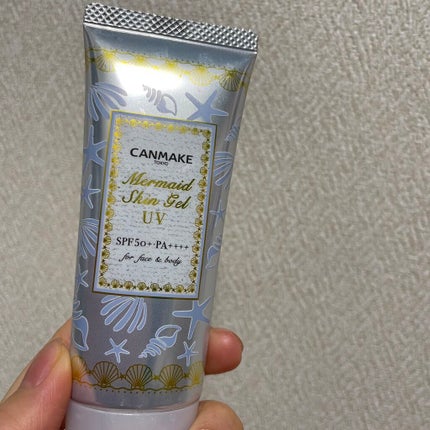 CANMAKE
TOKYO
Mermaid
Skin Gel
UV
SPF50+･PA++++
for face & body